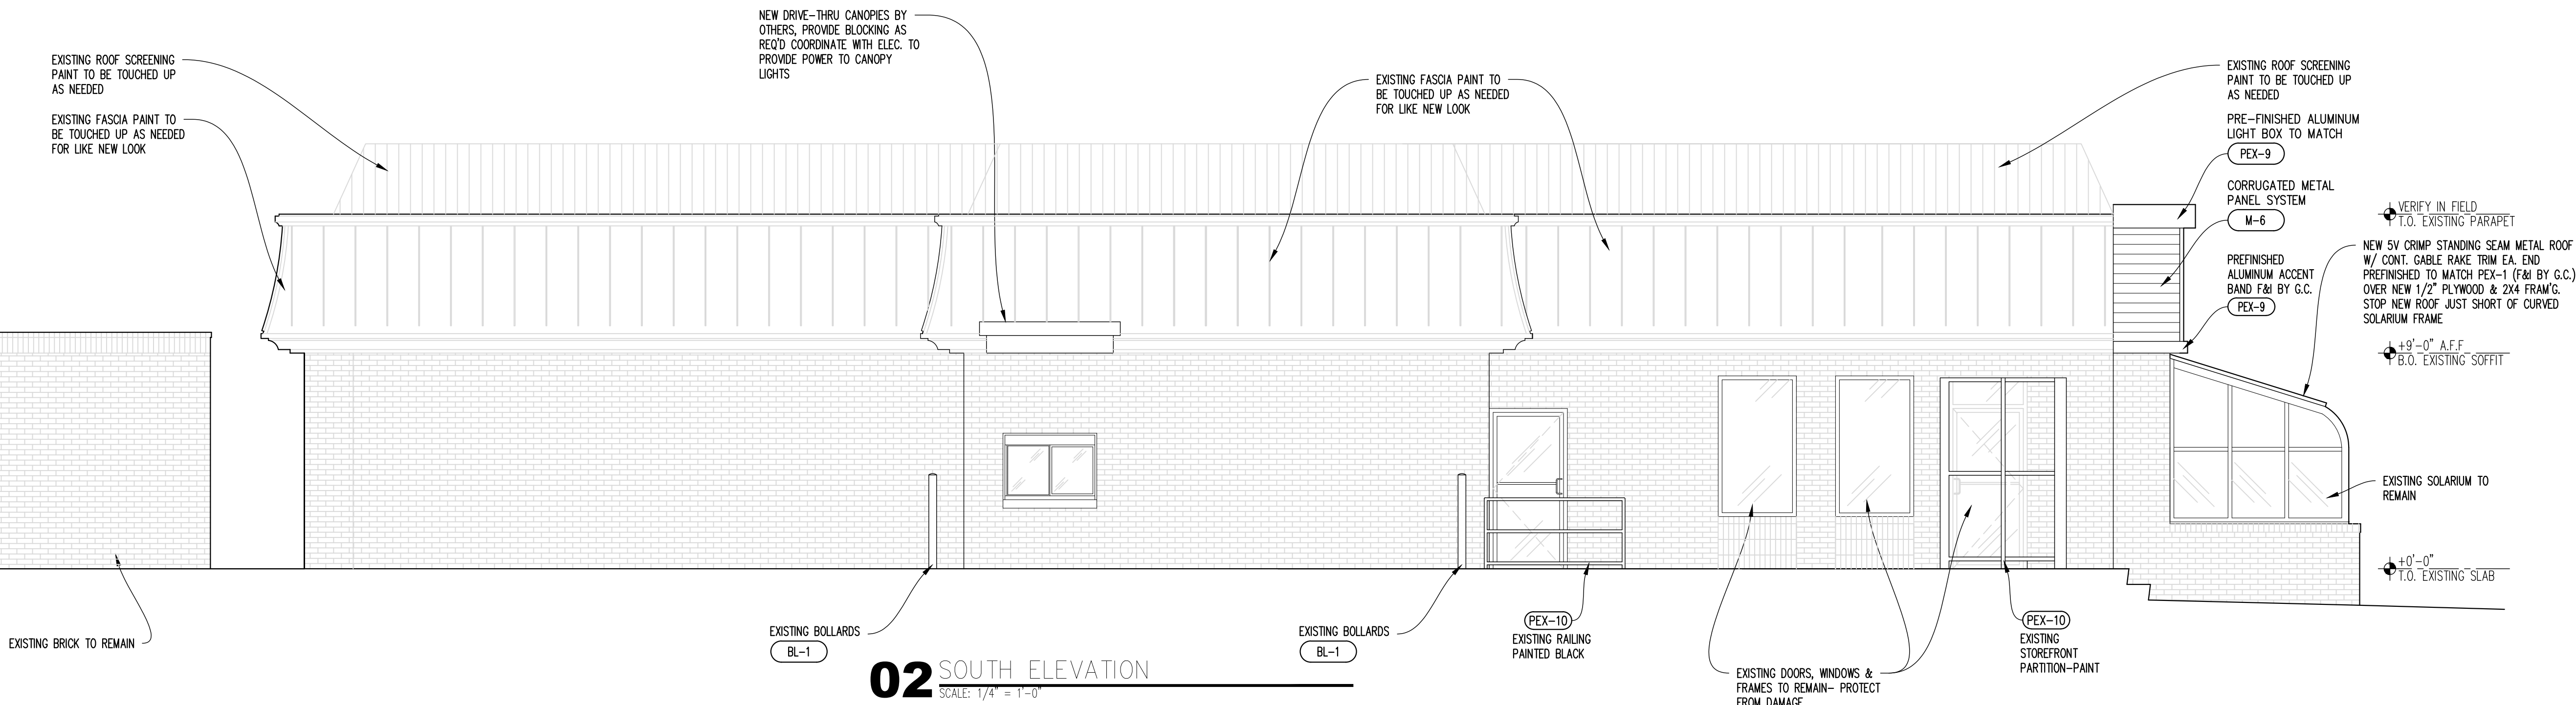 NEW DRIVE-THRU CANOPIES BY
OTHERS, PROVIDE BLOCKING AS
REQ'D COORDINATE WITH ELEC. TO
PROVIDE POWER TO CANOPY
LIGHTS
EXISTING ROOF SCREENING
PAINT TO BE TOUCHED UP
AS NEEDED
EXISTING FASCIA PAINT TO
BE TOUCHED UP AS NEEDED
FOR LIKE NEW LOOK
EXISTING FASCIA PAINT TO
BE TOUCHED UP AS NEEDED
FOR LIKE NEW LOOK
EXISTING ROOF SCREENING
PAINT TO BE TOUCHED UP
AS NEEDED
PRE-FINISHED ALUMINUM
LIGHT BOX TO MATCH
PEX-9
CORRUGATED METAL
PANEL SYSTEM
M-6
PREFINISHED
ALUMINUM ACCENT
BAND F&I BY G.C.
PEX-9
VERIFY IN FIELD
T.O. EXISTING PARAPET
NEW 5V CRIMP STANDING SEAM METAL ROOF
W/ CONT. GABLE RAKE TRIM EA. END
PREFINISHED TO MATCH PEX-1 (F&I BY G.C.)
OVER NEW 1/2" PLYWOOD & 2X4 FRAM'G.
STOP NEW ROOF JUST SHORT OF CURVED
SOLARIUM FRAME
+9'-0" A.F.F
B.O. EXISTING SOFFIT
EXISTING SOLARIUM TO
REMAIN
+0'-0"
T.O. EXISTING SLAB
EXISTING BRICK TO REMAIN
EXISTING BOLLARDS
BL-1
EXISTING BOLLARDS
BL-1
PEX-10
EXISTING RAILING
PAINTED BLACK
EXISTING DOORS, WINDOWS &
FRAMES TO REMAIN- PROTECT
FROM DAMAGE
PEX-10
EXISTING
STOREFRONT
PARTITION-PAINT
02 SOUTH ELEVATION
SCALE: 1/4" = 1'-0"